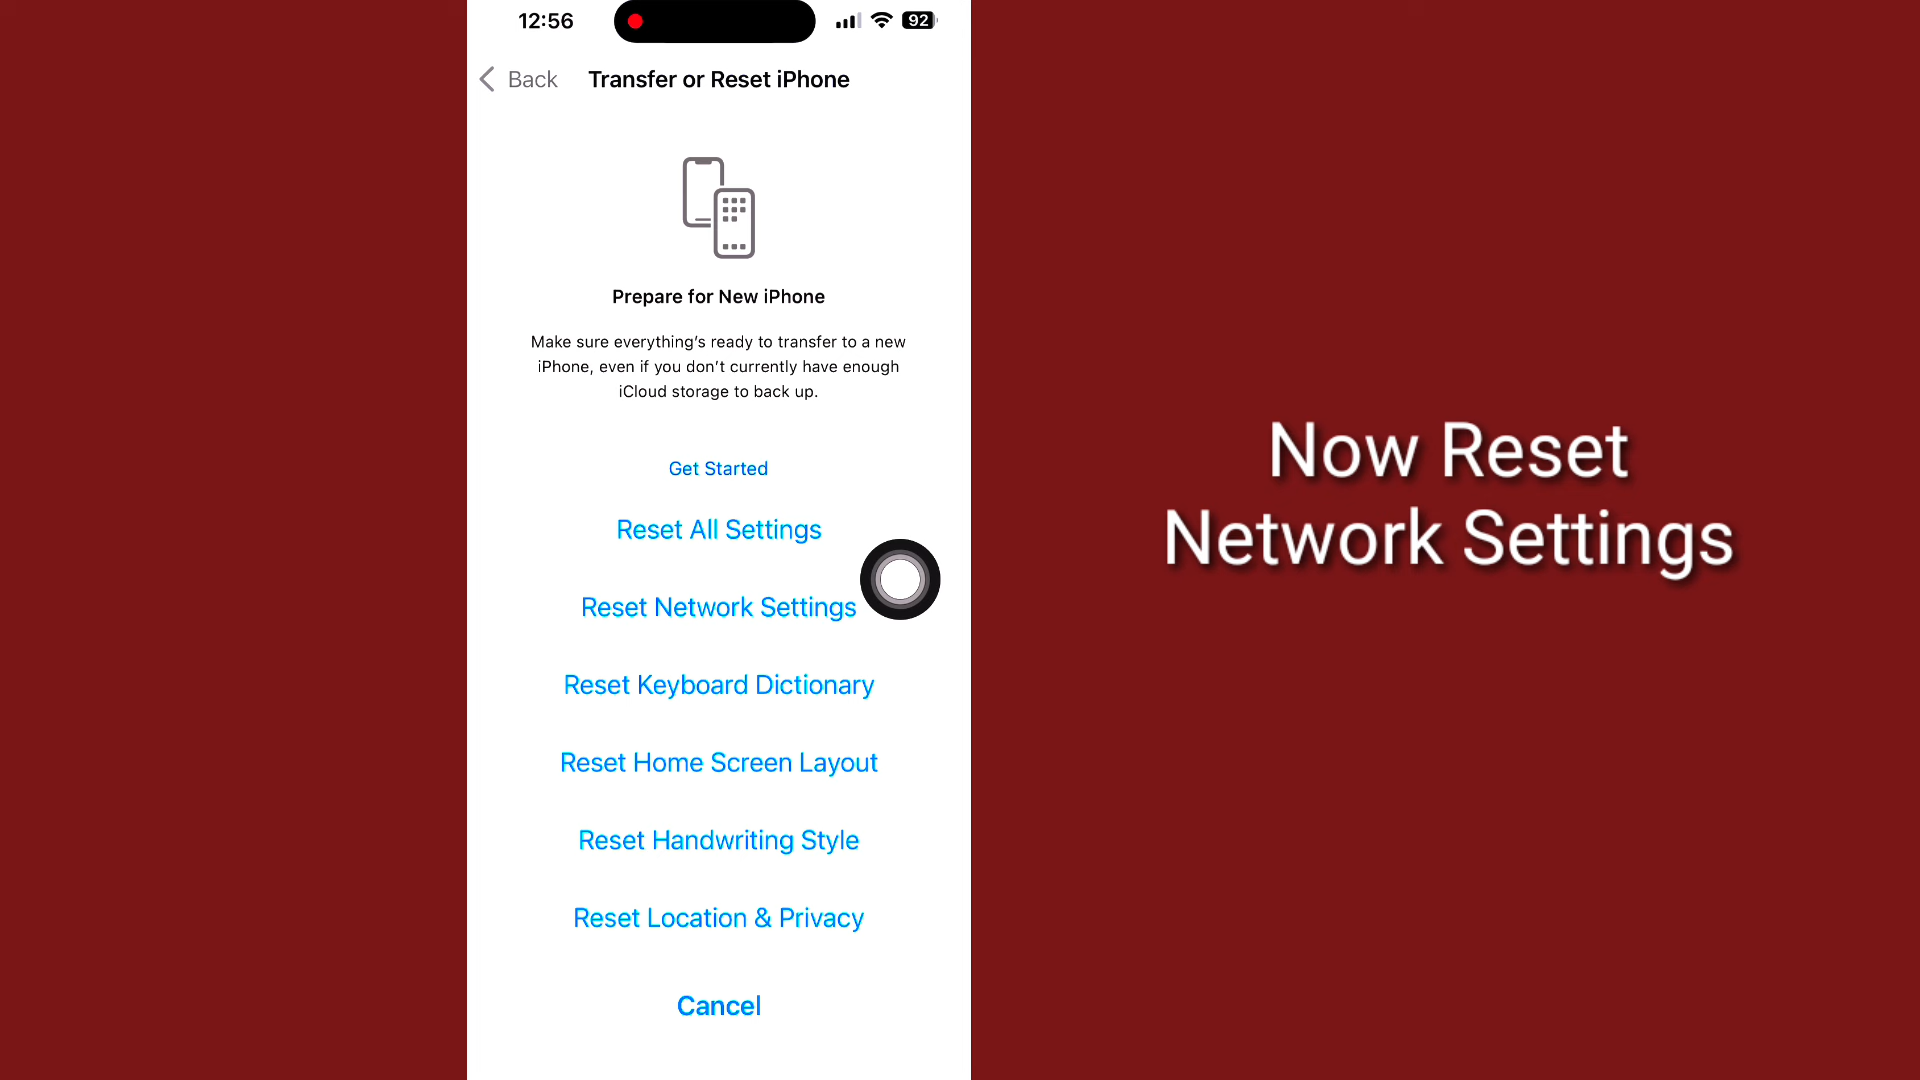 12:56
92
Back
Transfer or Reset iPhone
Prepare for New iPhone
Make sure everything’s ready to transfer to a new
iPhone, even if you don’t currently have enough
iCloud storage to back up.
Get Started
Reset All Settings
Reset Network Settings
Reset Keyboard Dictionary
Reset Home Screen Layout
Reset Handwriting Style
Reset Location & Privacy
Cancel
Now Reset
Network Settings